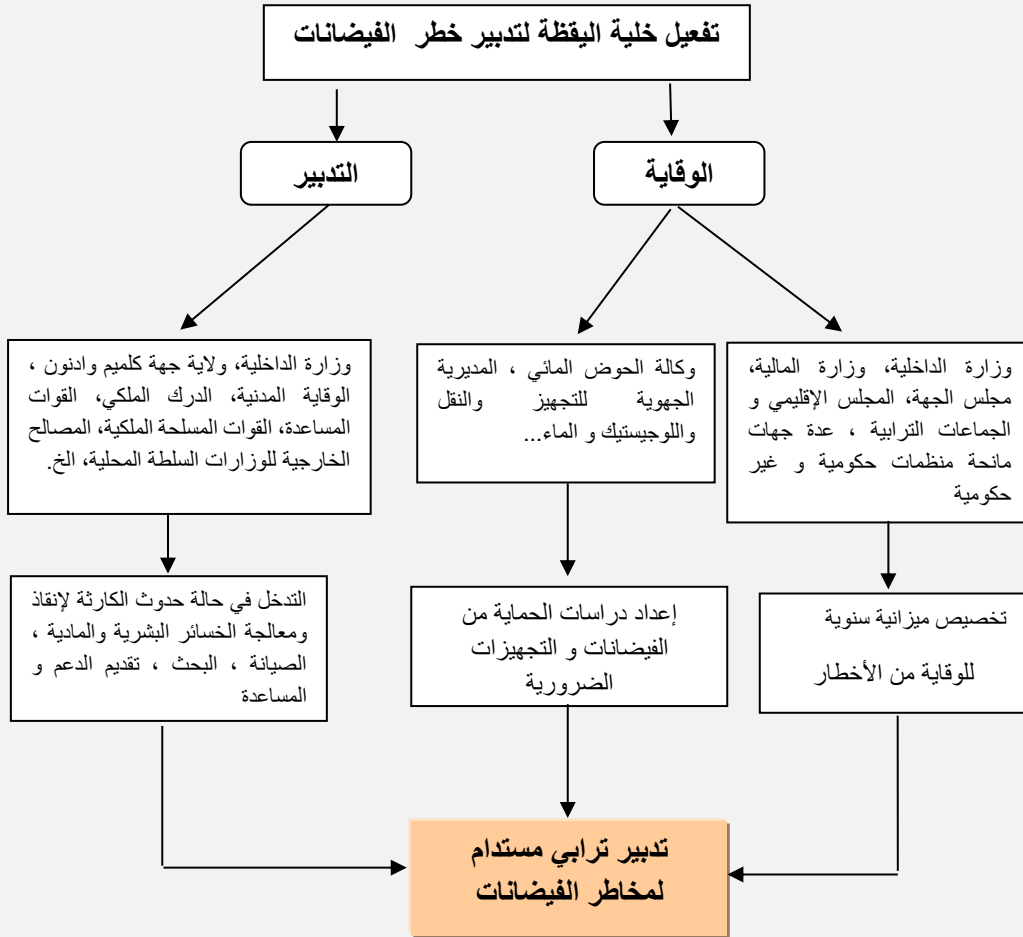 تفعيل خلية اليقظة لتدبير خطر الفيضانات
الوقاية
التدبير
وزارة الداخلية، وزارة المالية،
مجلس الجهة، المجلس الإقليمي و
الجماعات الترابية ، عدة جهات
مانحة منظمات حكومية و غير
حكومية
وكالة الحوض المائي ، المديرية
الجهوية للتجهيز والنقل
واللوجيستيك و الماء...
وزارة الداخلية، ولاية جهة كلميم وادنون ،
الوقاية المدنية، الدرك الملكي، القوات
المساعدة، القوات المسلحة الملكية، المصالح
الخارجية للوزارات السلطة المحلية، الخ.
تخصيص ميزانية سنوية
للوقاية من الأخطار
إعداد دراسات الحماية من
الفيضانات و التجهيزات
الضرورية
التدخل في حالة حدوث الكارثة لإنقاذ
ومعالجة الخسائر البشرية والمادية ،
الصيانة ، البحث ، تقديم الدعم و
المساعدة
تدبير ترابي مستدام
لمخاطر الفيضانات